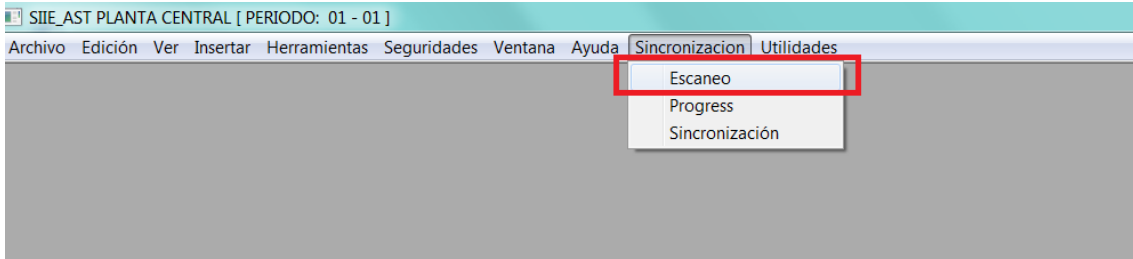 SIIE_AST PLANTA CENTRAL [ PERIODO: 01 - 01 ]
Archivo Edición Ver Insertar Herramientas Seguridades Ventana Ayuda Sincronizacion Utilidades
Escaneo
Progress
Sincronización